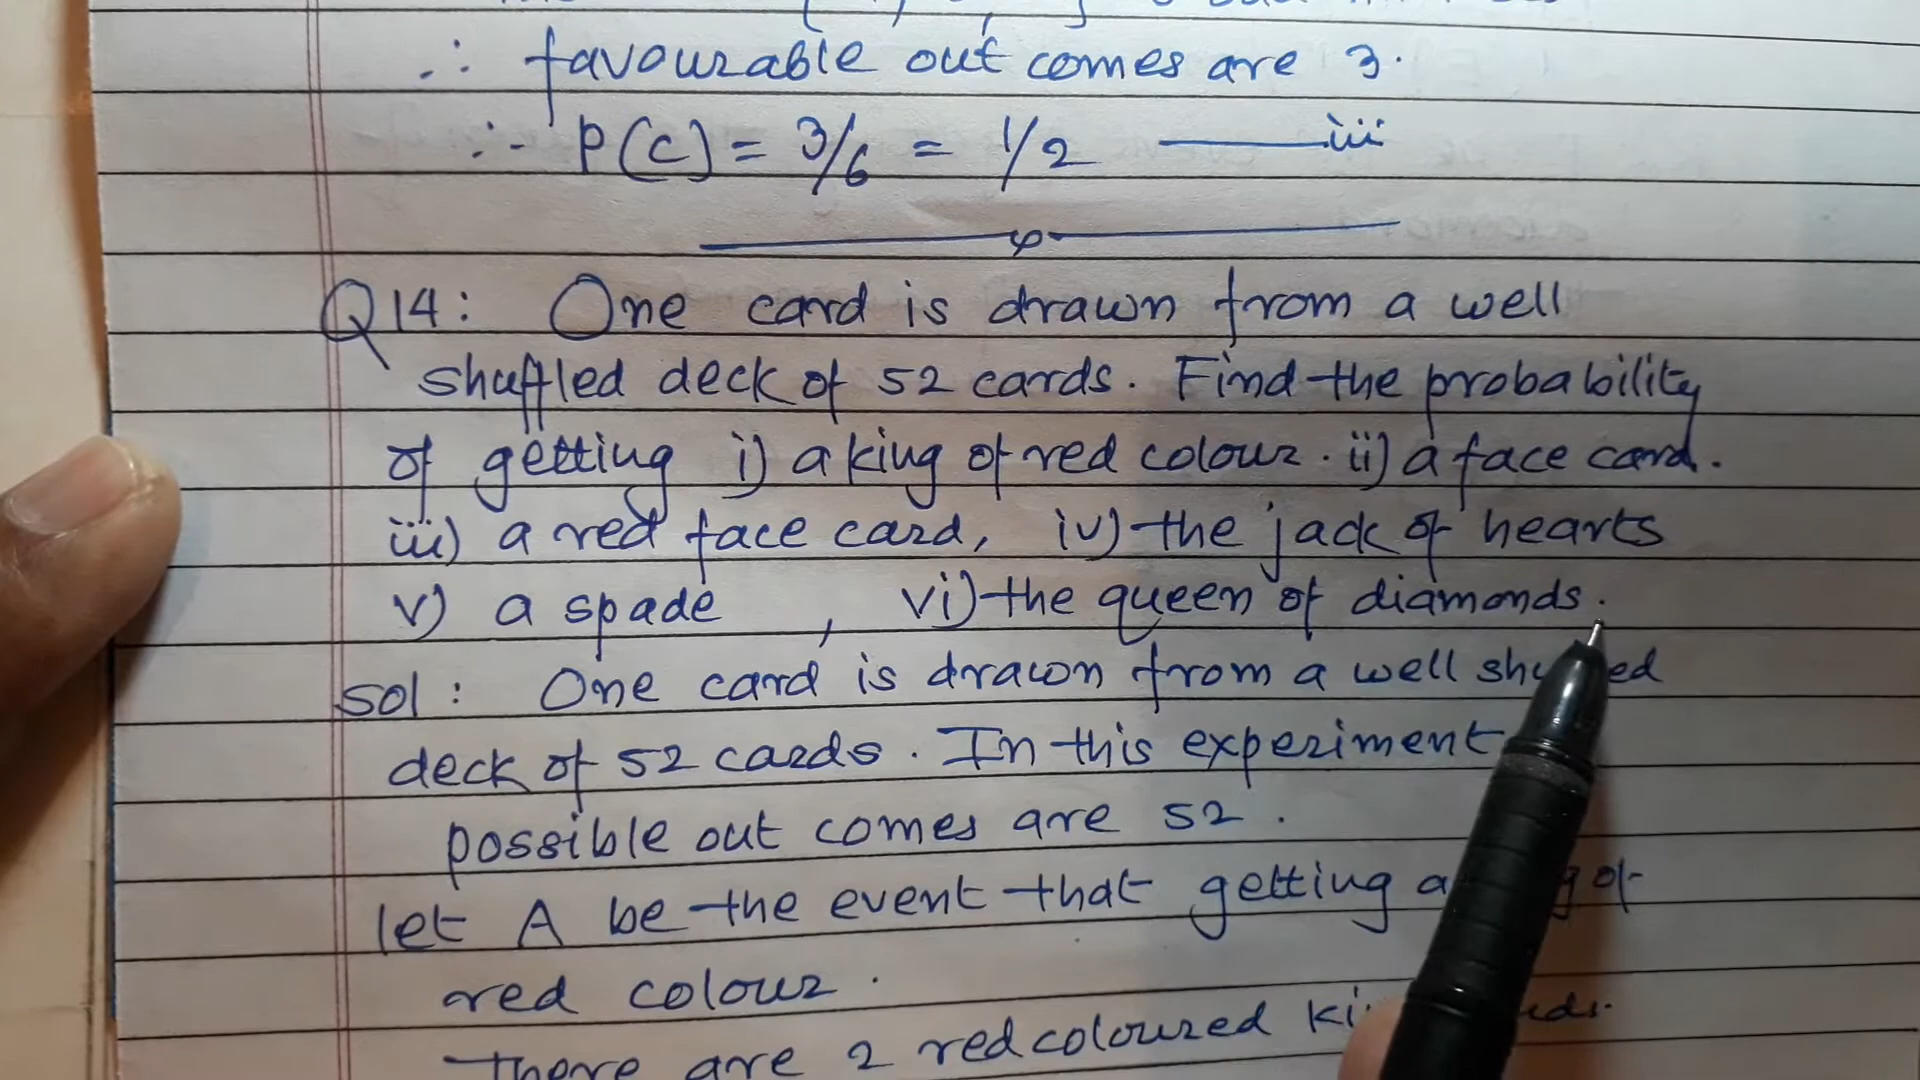 ∴ favourable out comes are 3.
∴ P(C) = 3/6 = 1/2 —— iii
Q14: One card is drawn from a well
shuffled deck of 52 cards. Find the probability
of getting i) a king of red colour. ii) a face card.
iii) a red face card, iv) the jack of hearts
v) a spade , vi) the queen of diamonds.
Sol: One card is drawn from a well
deck of 52 cards. In this experiment
possible out comes are 52.
let A be the event that getting a of
red colour.
There are 2 red coloured